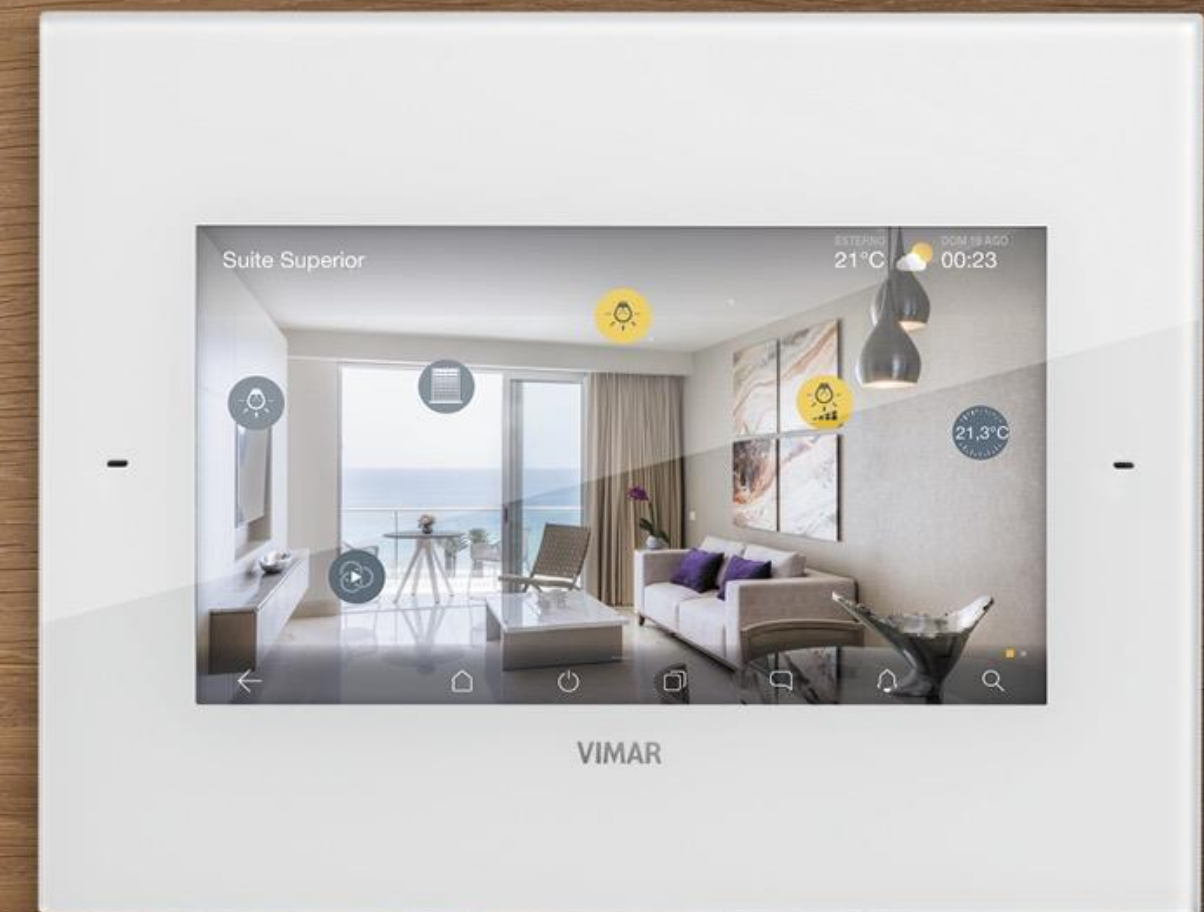 Suite Superior
ESTERNO
21°C
DOM 19 AGO
00:23
21,3°C
VIMAR